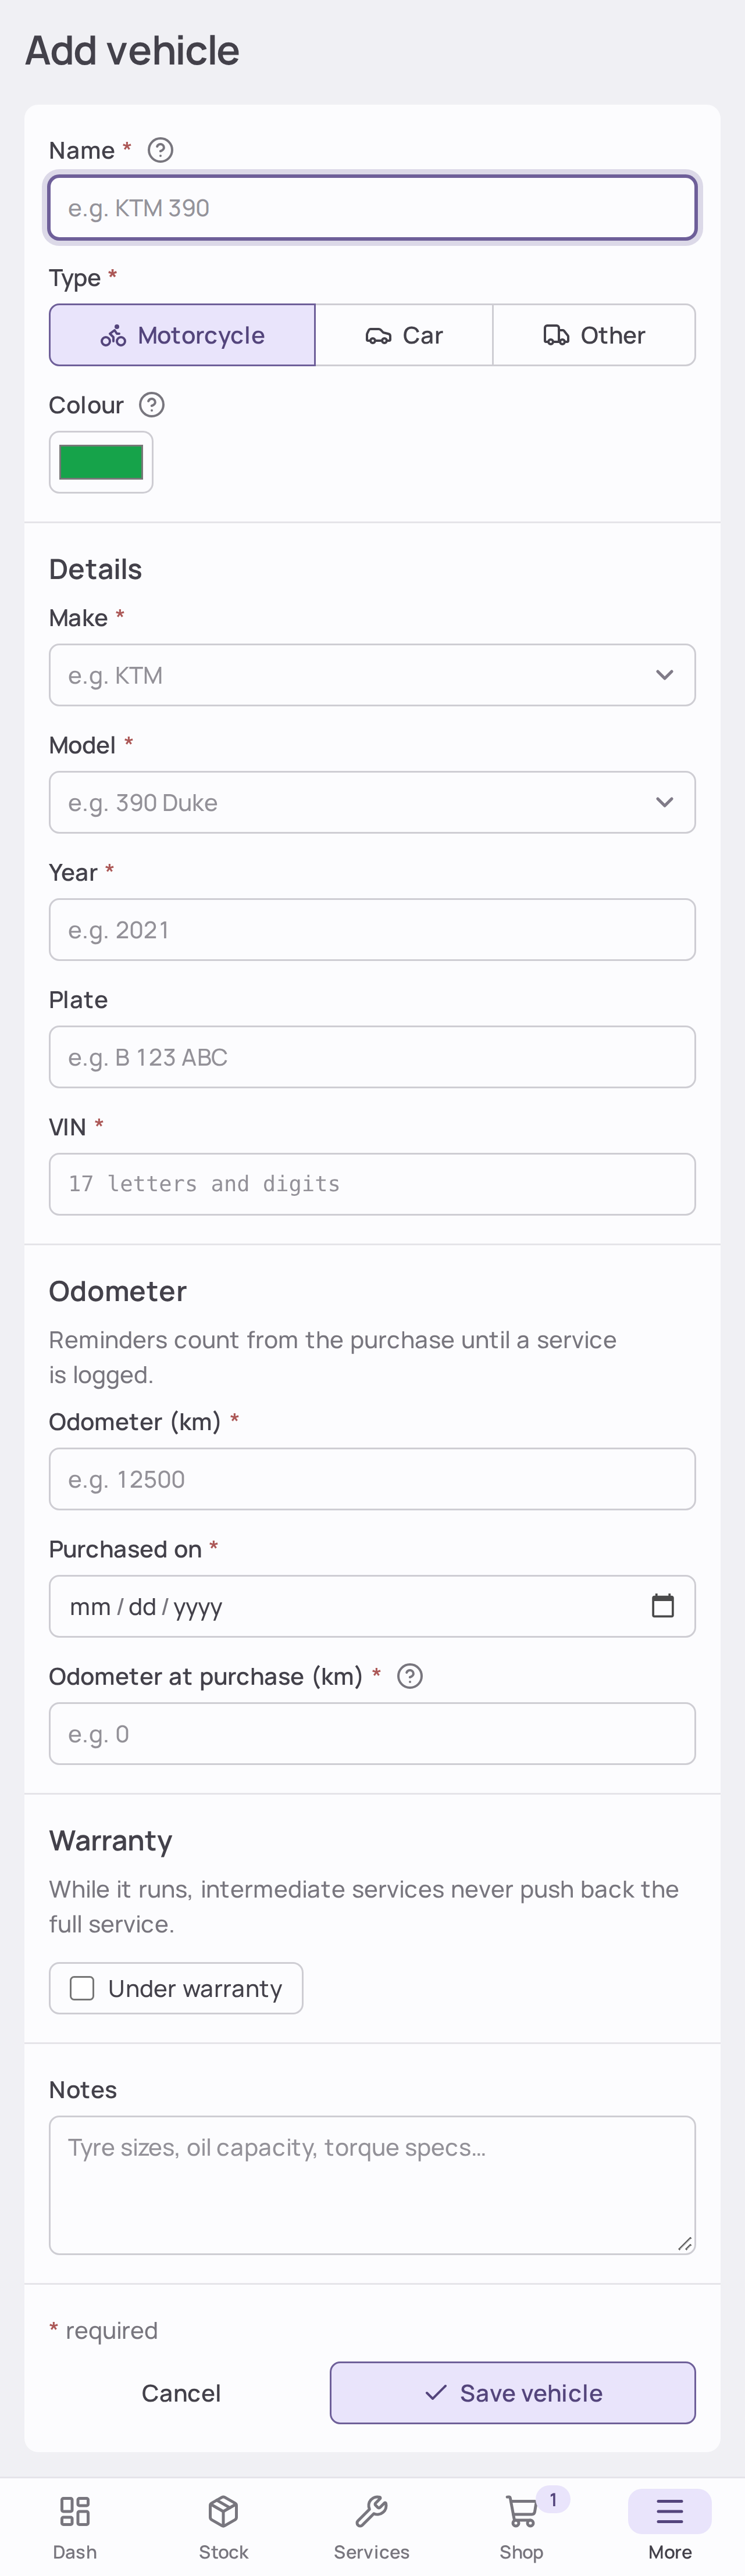 Add vehicle
Name *
e.g. KTM 390
Type *
Motorcycle Car Other
Colour
Details
Make *
e.g. KTM
Model *
e.g. 390 Duke
Year *
e.g. 2021
Plate
e.g. B 123 ABC
VIN *
17 letters and digits
Odometer
Reminders count from the purchase until a service
is logged.
Odometer (km) *
e.g. 12500
Purchased on *
mm / dd / yyyy
Odometer at purchase (km) *
e.g. 0
Warranty
While it runs, intermediate services never push back the
full service.
Under warranty
Notes
Tyre sizes, oil capacity, torque specs...
* required
Cancel Save vehicle
1
Dash Stock Services Shop More